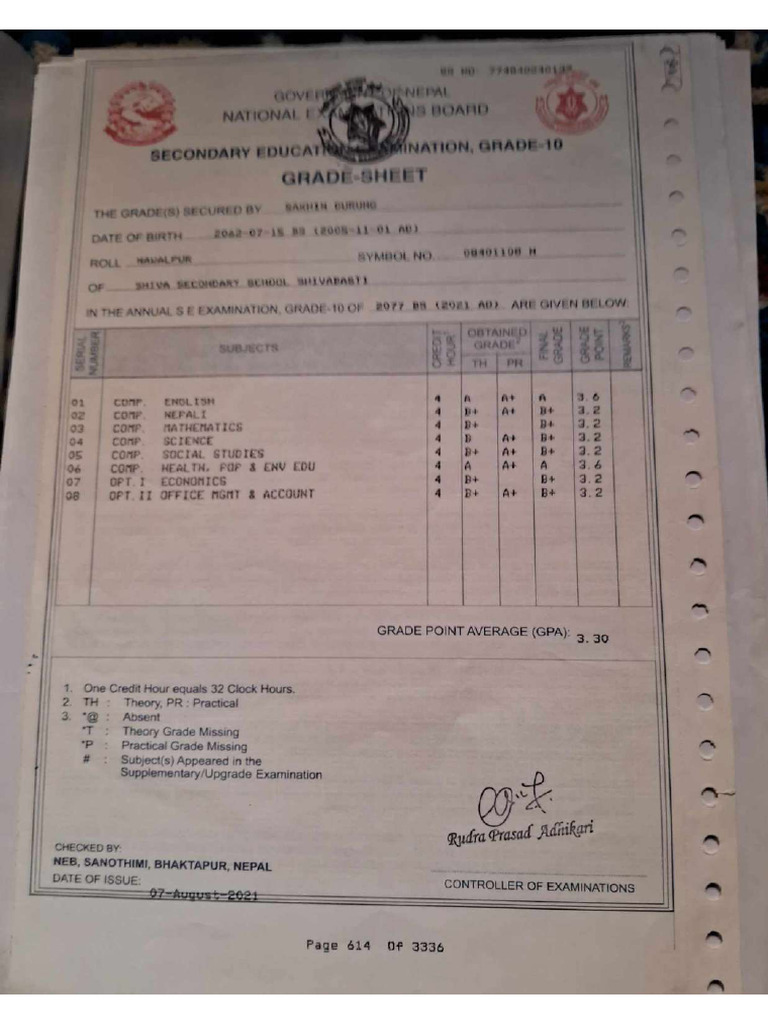 GOVERNMENT OF NEPAL
NATIONAL EXAMINATIONS BOARD
SECONDARY EDUCATION EXAMINATION, GRADE-10
GRADE-SHEET
THE GRADE(S) SECURED BY GURUNG
DATE OF BIRTH 2062-07-15 BS (2005-11-01 AD)
ROLL NAWALPUR SYMBOL NO.
OF SHIVA SECONDARY SCHOOL SHIVABASTI
IN THE ANNUAL S E EXAMINATION, GRADE-10 OF 2077 BS (2021 AD) ARE GIVEN BELOW:
SERIAL NUMBER SUBJECTS CREDIT HOUR¹ OBTAINED GRADE² TH PR FINAL GRADE GRADE POINT REMARKS³
01 COMP. ENGLISH 4 A A+ A 3.6
02 COMP. NEPALI 4 B+ A+ B+ 3.2
03 COMP. MATHEMATICS 4 B+ B+ 3.2
04 COMP. SCIENCE 4 B A+ B+ 3.2
05 COMP. SOCIAL STUDIES 4 B+ A+ B+ 3.2
06 COMP. HEALTH, POP & ENV EDU 4 A A+ A 3.6
07 OPT.I ECONOMICS 4 B+ B+ 3.2
08 OPT.II OFFICE MGMT & ACCOUNT 4 B+ A+ B+ 3.2
GRADE POINT AVERAGE (GPA): 3.30
1. One Credit Hour equals 32 Clock Hours.
2. TH : Theory, PR : Practical
3. *@ : Absent
*T : Theory Grade Missing
*P : Practical Grade Missing
# : Subject(s) Appeared in the
Supplementary/Upgrade Examination
Rudra Prasad Adhikari
CHECKED BY:
NEB, SANOTHIMI, BHAKTAPUR, NEPAL
DATE OF ISSUE: 07-August-2021
CONTROLLER OF EXAMINATIONS
Page 614 Of 3336